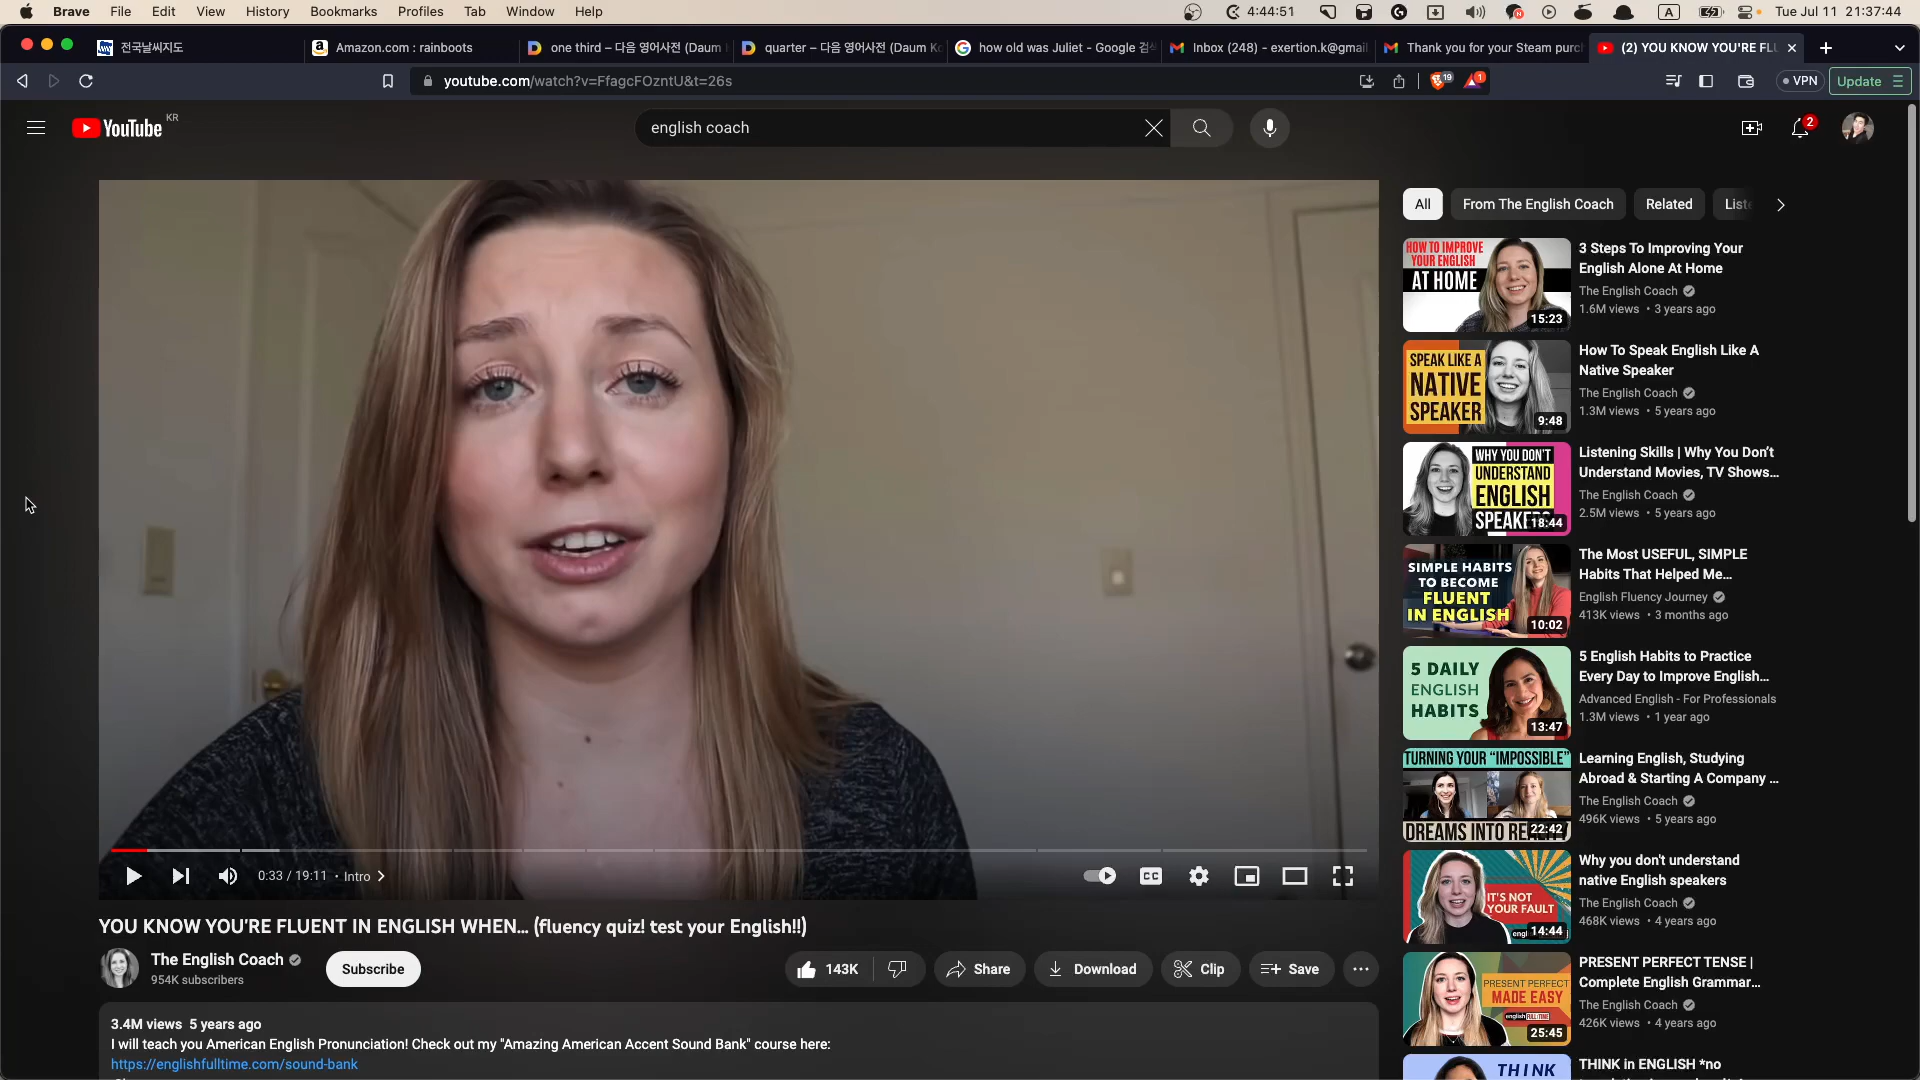 Brave File Edit View History Bookmarks Profiles Tab Window Help
4:44:51
A
Tue Jul 11 21:37:44
전국날씨지도
Amazon.com : rainboots
one third – 다음 영어사전 (Daum
quarter – 다음 영어사전 (Daum
how old was Juliet - Google
Inbox (248) - exertion.k@gmail
Thank you for your Steam
(2) YOU KNOW YOU'RE
youtube.com/watch?v=FfagcFOzntU&t=26s
19
1
VPN
Update
YouTube KR
english coach
2
All
From The English Coach
Related
HOW TO IMPROVE
YOUR ENGLISH
AT HOME
15:23
3 Steps To Improving Your
English Alone At Home
The English Coach
1.6M views • 3 years ago
SPEAK LIKE A
NATIVE
SPEAKER
9:48
How To Speak English Like A
Native Speaker
The English Coach
1.3M views • 5 years ago
WHY YOU DON'T
UNDERSTAND
ENGLISH
18:44
Listening Skills | Why You Don't
Understand Movies, TV Shows...
The English Coach
2.5M views • 5 years ago
SIMPLE HABITS
TO BECOME
FLUENT
IN ENGLISH
10:02
The Most USEFUL, SIMPLE
Habits That Helped Me...
English Fluency Journey
413K views • 3 months ago
5 DAILY
ENGLISH
HABITS
13:47
5 English Habits to Practice
Every Day to Improve English...
Advanced English - For Professionals
1.3M views • 1 year ago
TURNING YOUR "IMPOSSIBLE"
DREAMS INTO
22:42
Learning English, Studying
Abroad & Starting A Company ...
The English Coach
496K views • 5 years ago
IT'S NOT
YOUR FAULT
14:44
Why you don't understand
native English speakers
The English Coach
468K views • 4 years ago
PRESENT PERFECT
MADE EASY
english FULL TIME
25:45
PRESENT PERFECT TENSE |
Complete English Grammar...
The English Coach
426K views • 4 years ago
THINK
THINK in ENGLISH *no
0:33 / 19:11 • Intro
CC
YOU KNOW YOU'RE FLUENT IN ENGLISH WHEN... (fluency quiz! test your English!!)
The English Coach
954K subscribers
Subscribe
143K
Share
Download
Clip
Save
3.4M views 5 years ago
I will teach you American English Pronunciation! Check out my "Amazing American Accent Sound Bank" course here:
https://englishfulltime.com/sound-bank